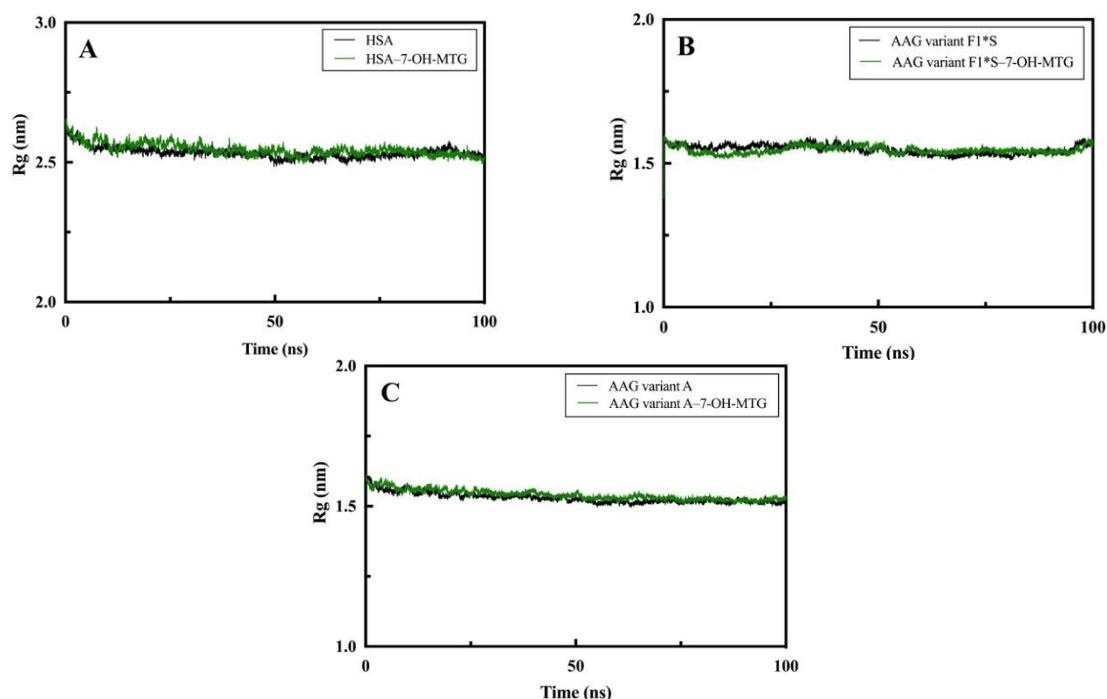 A
3.0
2.5
2.0
Rg (nm)
HSA
HSA–7-OH-MTG
0
50
100
Time (ns)
B
2.0
1.5
1.0
Rg (nm)
AAG variant F1*S
AAG variant F1*S–7-OH-MTG
0
50
100
Time (ns)
C
2.0
1.5
1.0
Rg (nm)
AAG variant A
AAG variant A–7-OH-MTG
0
50
100
Time (ns)